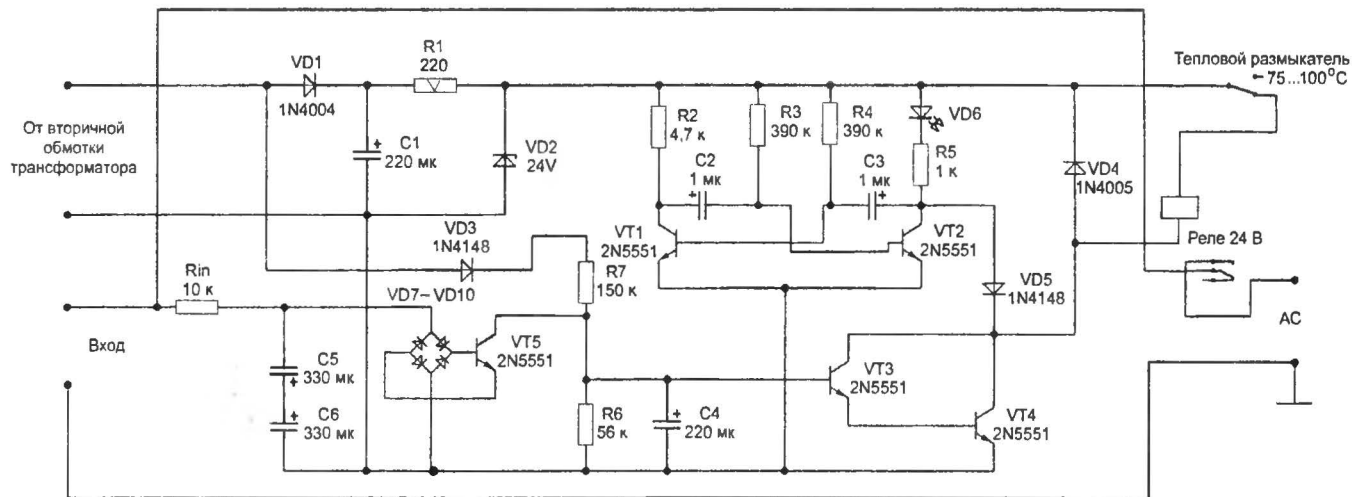 VD1
1N4004
R1
220
Тепловой размыкатель
75...100°C
От вторичной
обмотки
трансформатора
C1
220 мк
+
VD2
24V
R2
4,7 к
R3
390 к
R4
390 к
VD6
C2
1 мк
+
C3
1 мк
+
R5
1 к
VD4
1N4005
VD3
1N4148
VT1
2N5551
VT2
2N5551
Реле 24 В
Rin
10 к
VD7~VD10
R7
150 к
VD5
1N4148
AC
Вход
C5
330 мк
+
VT5
2N5551
VT3
2N5551
C6
330 мк
+
R6
56 к
C4
220 мк
+
VT4
2N5551